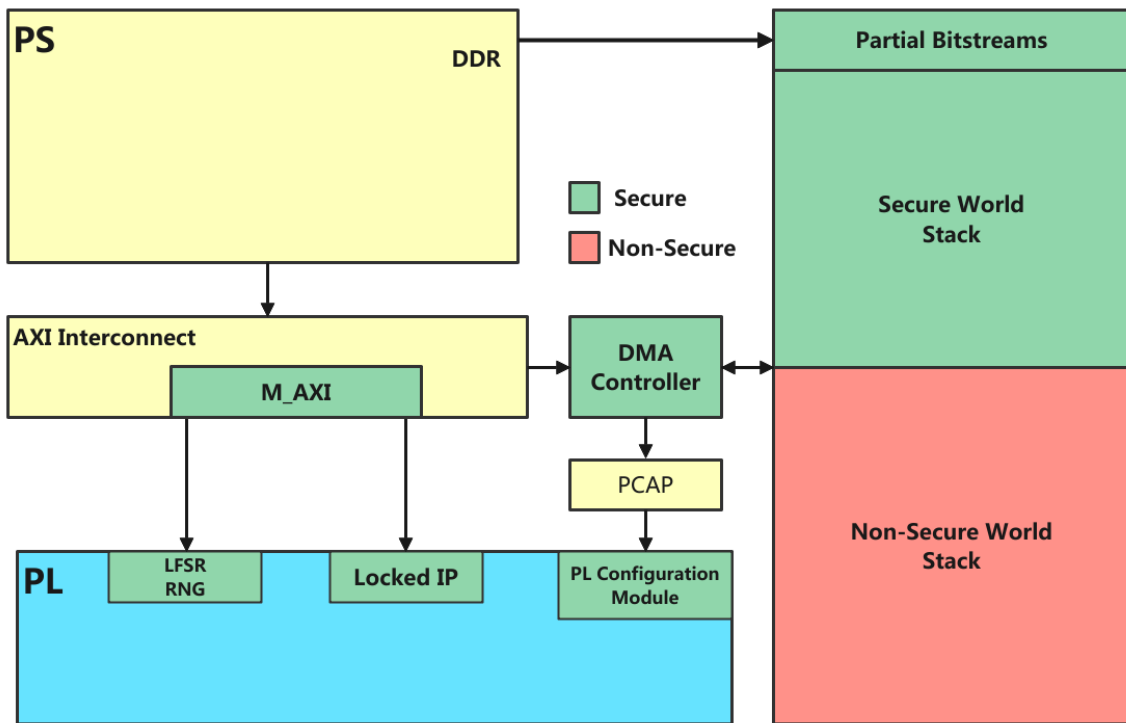 PS
DDR
Partial Bitstreams
Secure World
Stack
Secure
Non-Secure
AXI Interconnect
M_AXI
DMA
Controller
PCAP
Non-Secure World
Stack
PL
LFSR
RNG
Locked IP
PL Configuration
Module